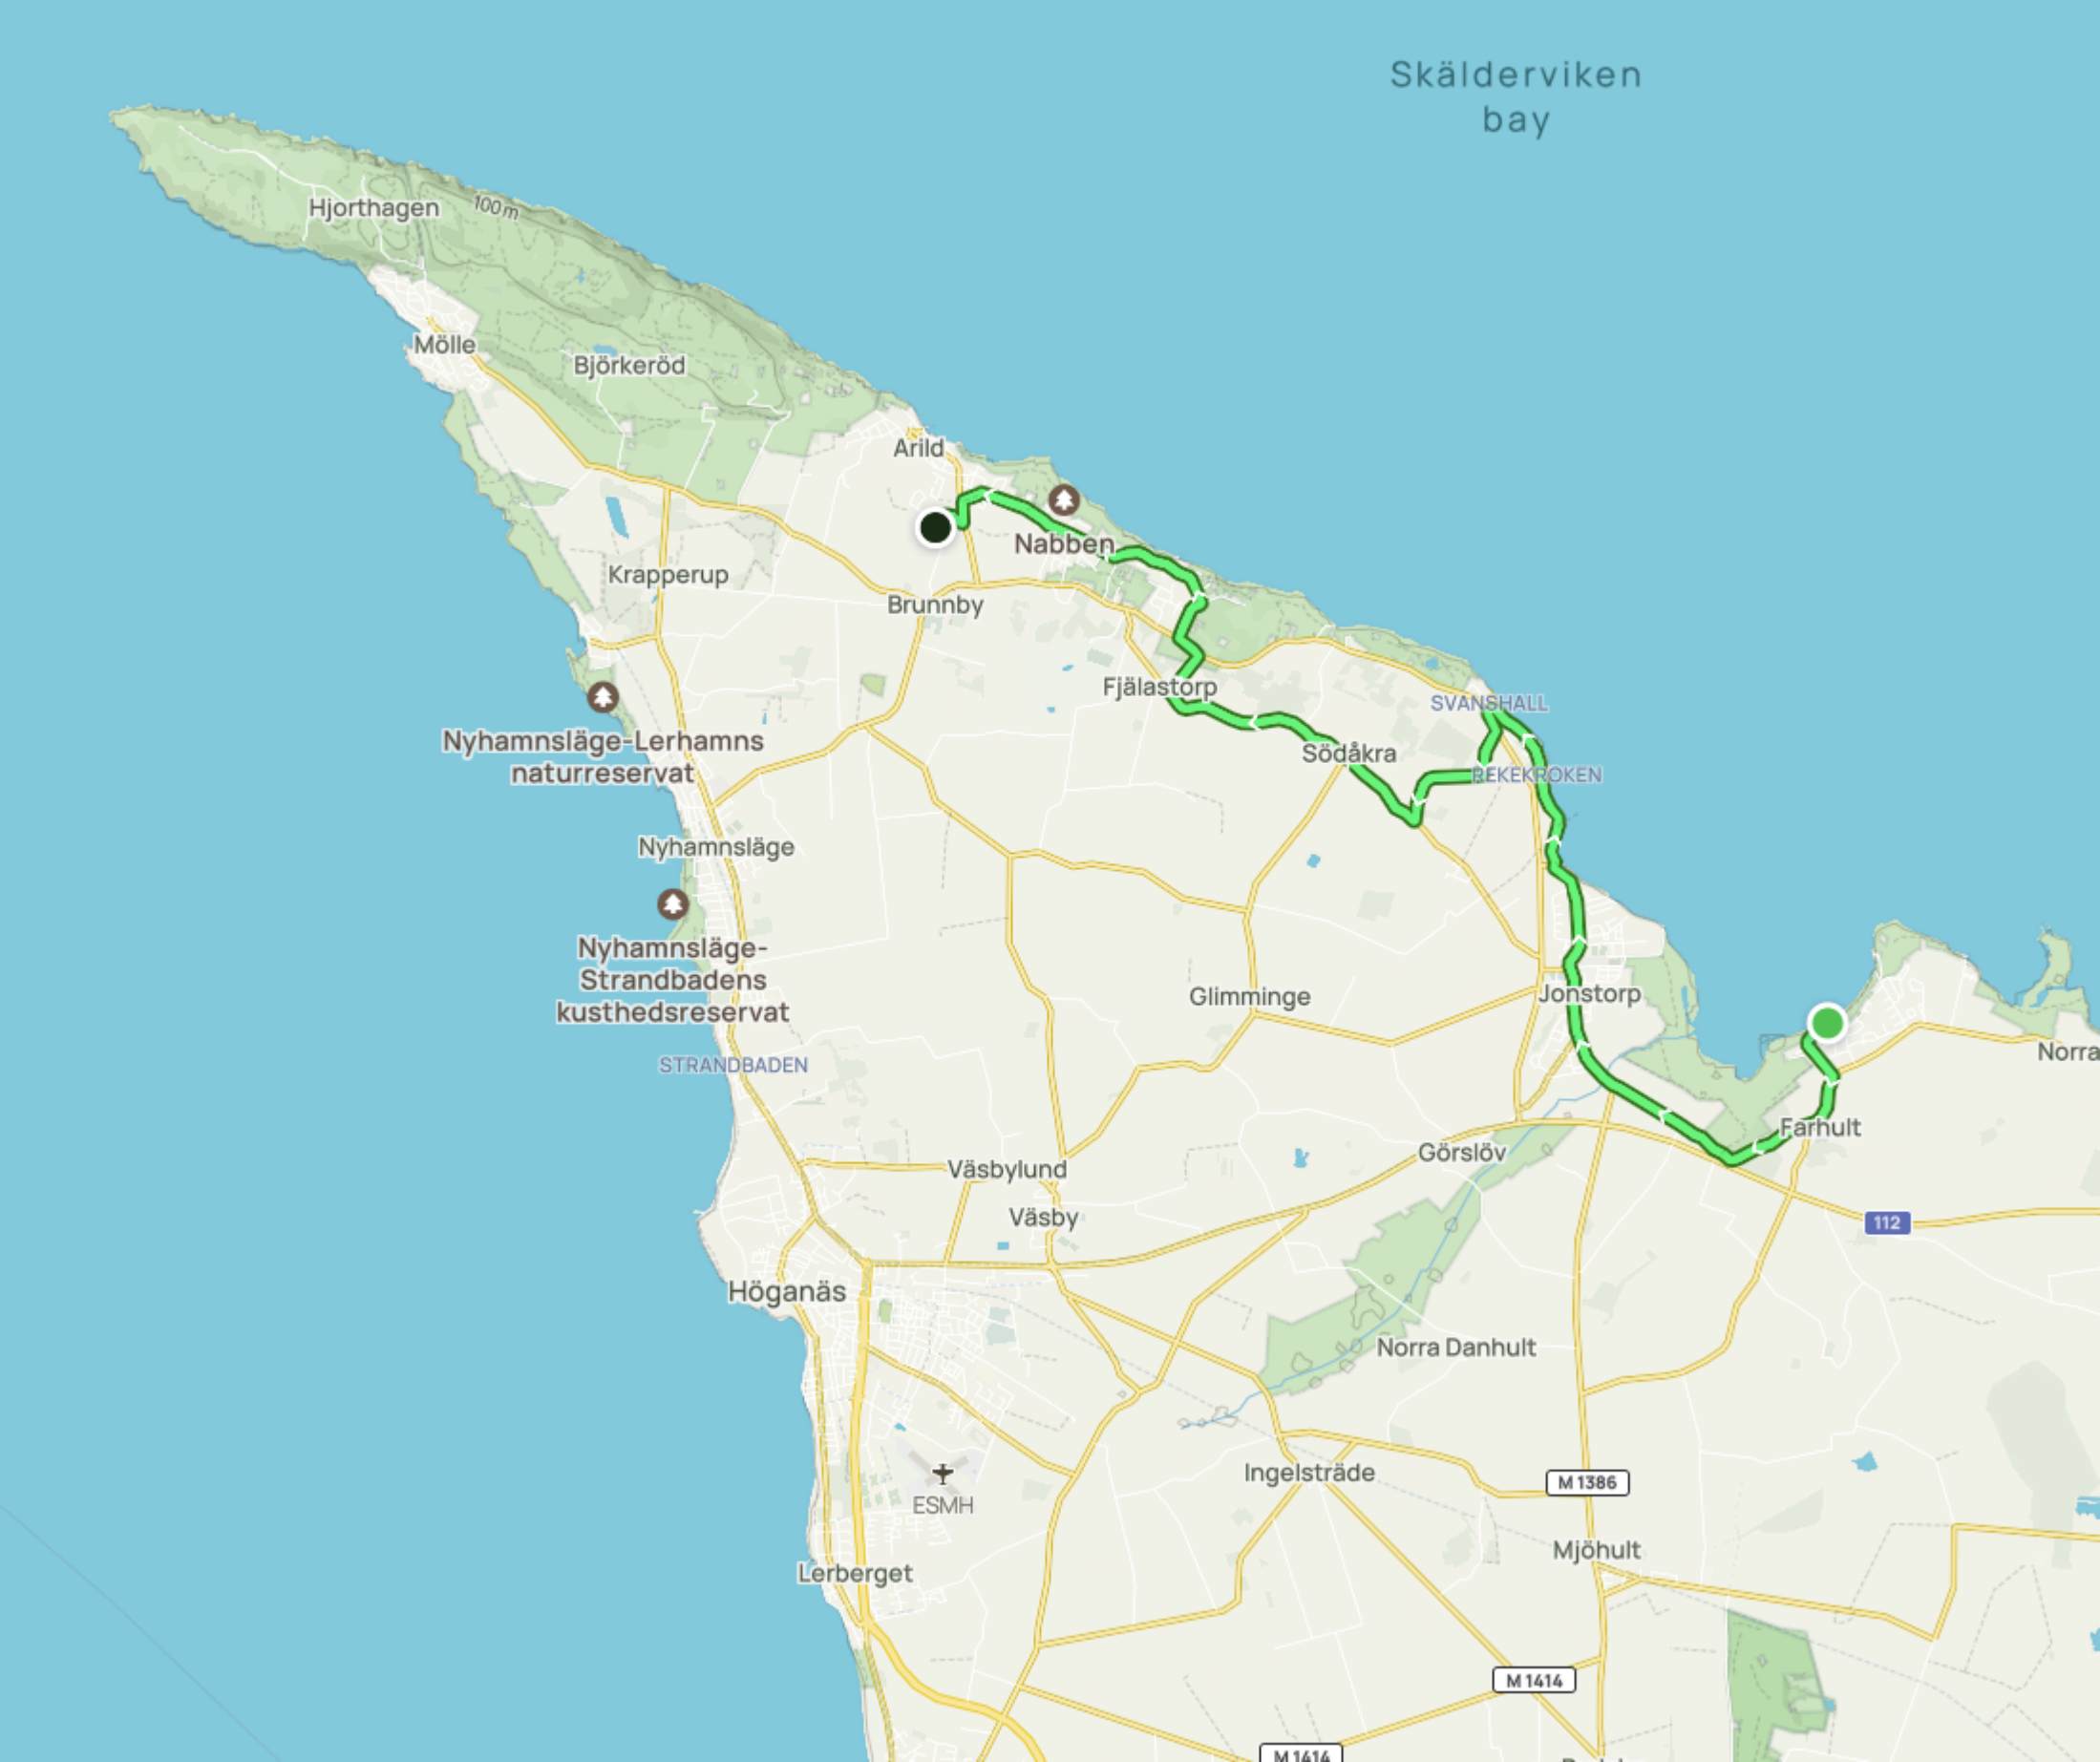 Skälderviken
bay
Hjorthagen
100 m
Mölle
Björkeröd
Arild
Nabben
Krapperup
Brunnby
Fjälastorp
SVANSHALL
Nyhamnsläge-Lerhamns
naturreservat
Södåkra
REKEKROKEN
Nyhamnsläge
Nyhamnsläge-
Strandbadens
kusthedsreservat
Glimminge
Jonstorp
STRANDBADEN
Norra
Farhult
Görslöv
Väsbylund
Väsby
112
Höganäs
Norra Danhult
Ingelsträde
M 1386
ESMH
Mjöhult
Lerberget
M 1414
M 1414